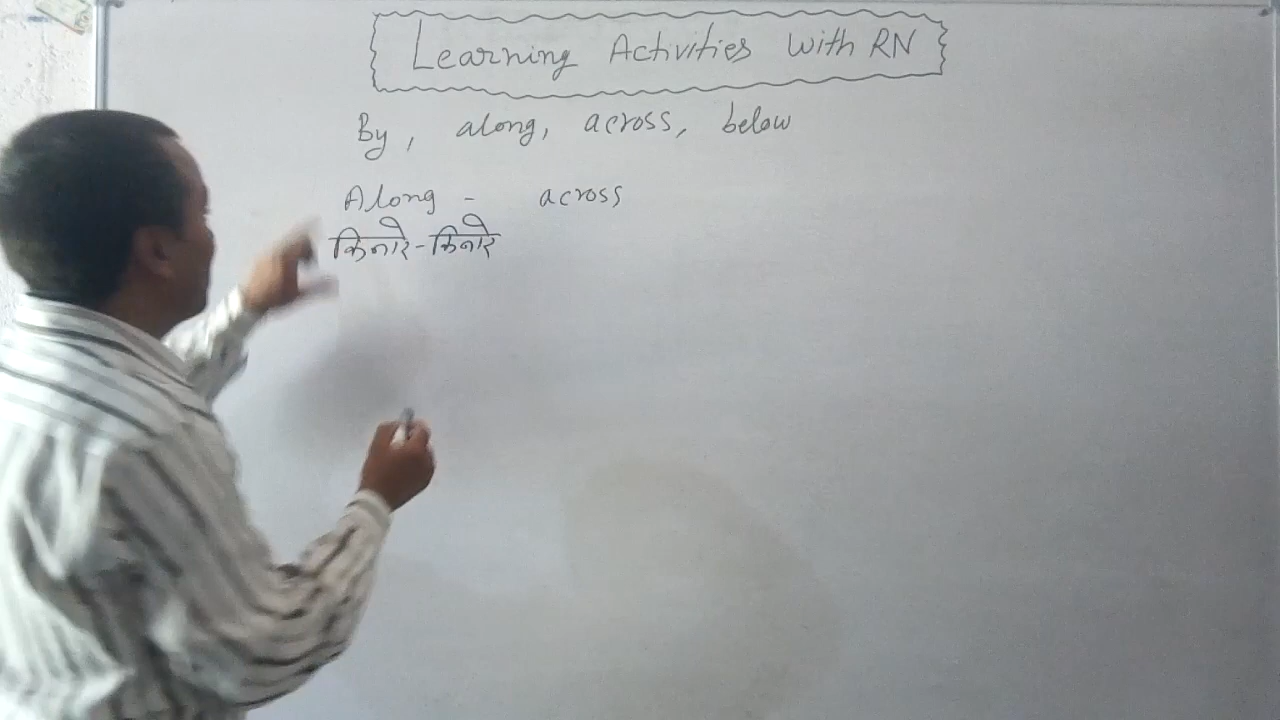 Learning Activities With RN
By, along, across, below
Along - across
किनारे-किनारे